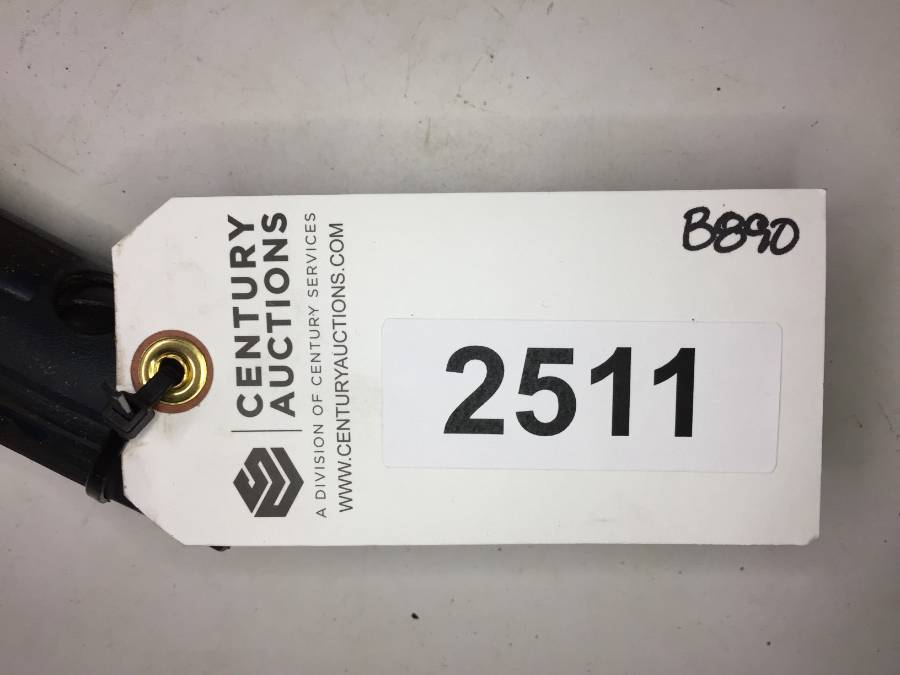 CENTURY
AUCTIONS
A DIVISION OF CENTURY SERVICES
WWW.CENTURYAUCTIONS.COM
B890
2511